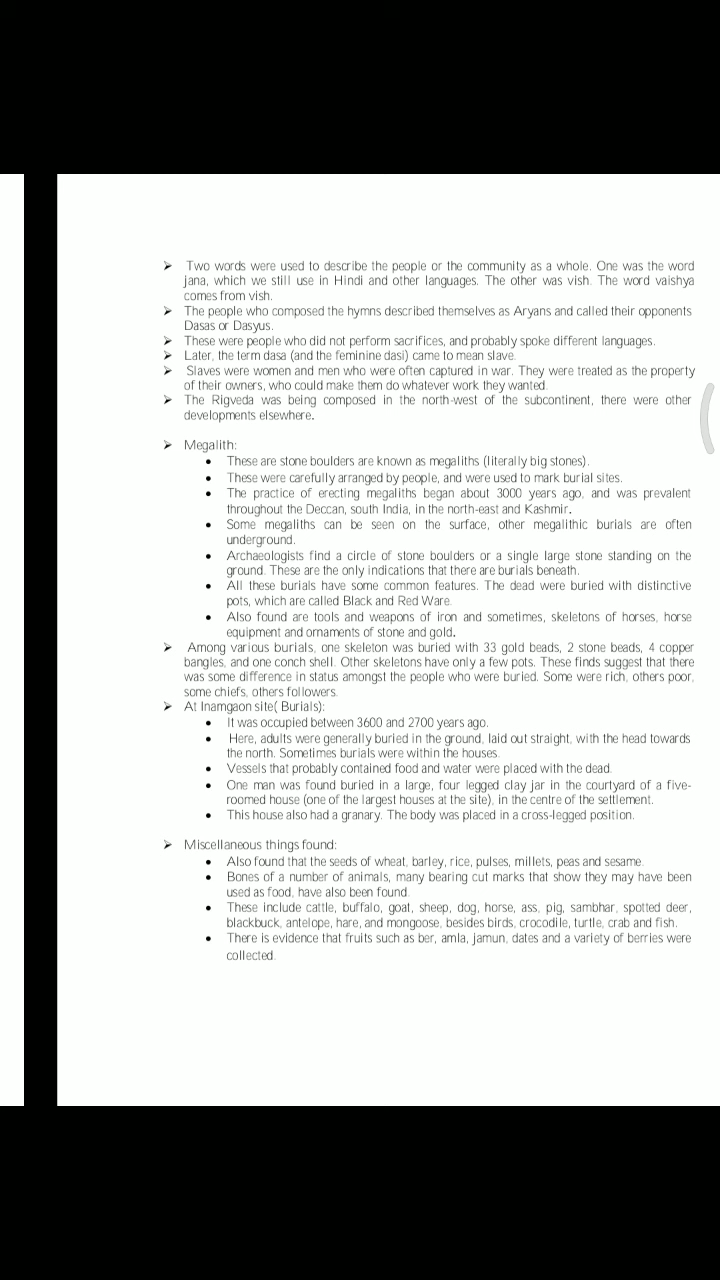 ➢ Two words were used to describe the people or the community as a whole. One was the word
jana, which we still use in Hindi and other languages. The other was vish. The word vaishya
comes from vish.
➢ The people who composed the hymns described themselves as Aryans and called their opponents
Dasas or Dasyus.
➢ These were people who did not perform sacrifices, and probably spoke different languages.
➢ Later, the term dasa (and the feminine dasi) came to mean slave.
➢ Slaves were women and men who were often captured in war. They were treated as the property
of their owners, who could make them do whatever work they wanted.
➢ The Rigveda was being composed in the north-west of the subcontinent, there were other
developments elsewhere.
➢ Megalith:
• These are stone boulders are known as megaliths (literally big stones).
• These were carefully arranged by people, and were used to mark burial sites.
• The practice of erecting megaliths began about 3000 years ago, and was prevalent
throughout the Deccan, south India, in the north-east and Kashmir.
• Some megaliths can be seen on the surface, other megalithic burials are often
underground.
• Archaeologists find a circle of stone boulders or a single large stone standing on the
ground. These are the only indications that there are burials beneath.
• All these burials have some common features. The dead were buried with distinctive
pots, which are called Black and Red Ware.
• Also found are tools and weapons of iron and sometimes, skeletons of horses, horse
equipment and ornaments of stone and gold.
➢ Among various burials, one skeleton was buried with 33 gold beads, 2 stone beads, 4 copper
bangles, and one conch shell. Other skeletons have only a few pots. These finds suggest that there
was some difference in status amongst the people who were buried. Some were rich, others poor,
some chiefs, others followers.
➢ At Inamgaon site( Burials):
• It was occupied between 3600 and 2700 years ago.
• Here, adults were generally buried in the ground, laid out straight, with the head towards
the north. Sometimes burials were within the houses.
• Vessels that probably contained food and water were placed with the dead.
• One man was found buried in a large, four legged clay jar in the courtyard of a five-
roomed house (one of the largest houses at the site), in the centre of the settlement.
• This house also had a granary. The body was placed in a cross-legged position.
➢ Miscellaneous things found:
• Also found that the seeds of wheat, barley, rice, pulses, millets, peas and sesame.
• Bones of a number of animals, many bearing cut marks that show they may have been
used as food, have also been found.
• These include cattle, buffalo, goat, sheep, dog, horse, ass, pig, sambhar, spotted deer,
blackbuck, antelope, hare, and mongoose, besides birds, crocodile, turtle, crab and fish.
• There is evidence that fruits such as ber, amla, jamun, dates and a variety of berries were
collected.